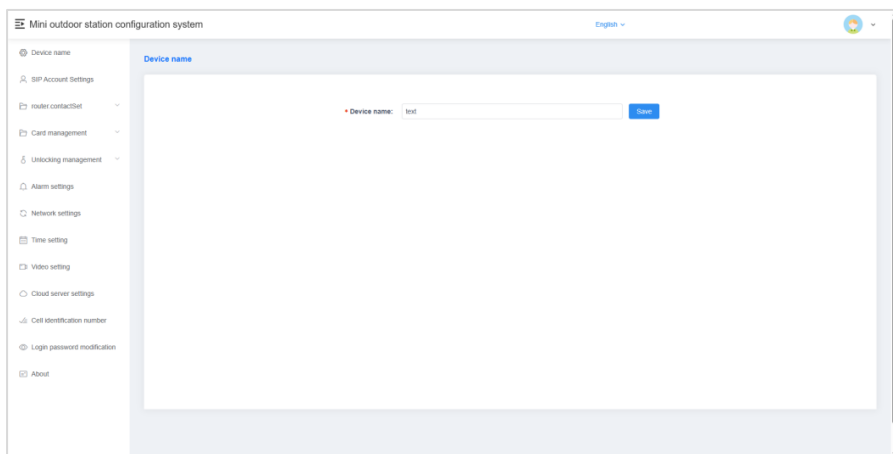 Mini outdoor station configuration system
English
Device name
SIP Account Settings
router.contactSet
Card management
Unlocking management
Alarm settings
Network settings
Time setting
Video setting
Cloud server settings
Cell identification number
Login password modification
About
Device name
* Device name: text Save